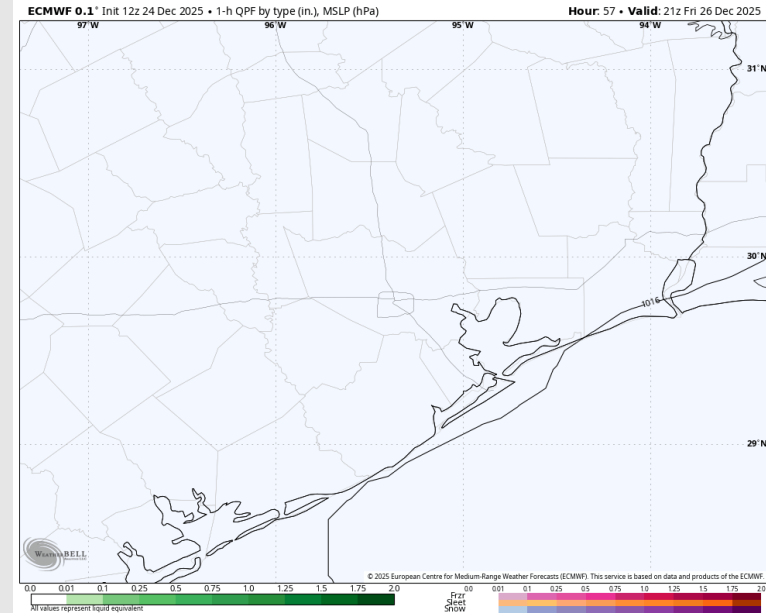 ECMWF 0.1° Init 12z 24 Dec 2025 • 1-h QPF by type (in.), MSLP (hPa)
Hour: 57 • Valid: 21z Fri 26 Dec 2025
97°W 96°W 95°W 94°W
31°N
30°N
1016
29°N
WeatherBELL
© 2025 European Centre for Medium-Range Weather Forecasts (ECMWF). This service is based on data and products of the ECMWF.
0.0 0.01 0.1 0.25 0.5 0.75 1.0 1.25 1.5 1.75 2.0
0.0 .001 0.1 0.25 0.5 0.75 1.0 1.25 1.5 1.75 2.0
All values represent liquid equivalent
Frzr
Sleet
Snow